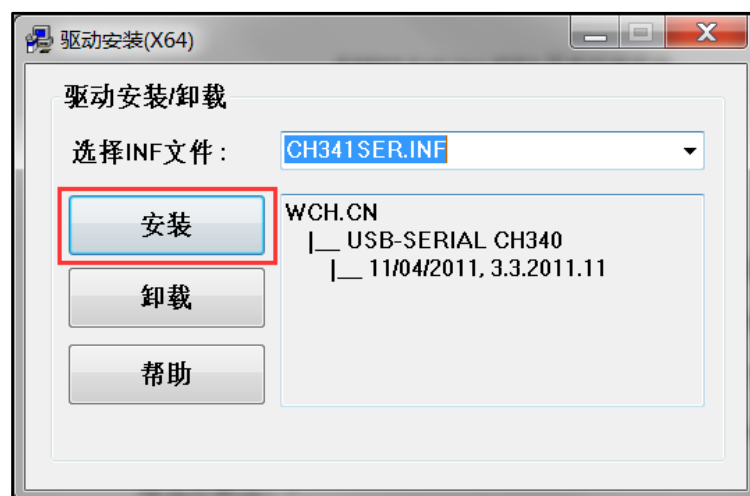 驱动安装(X64)
驱动安装/卸载
选择INF文件：
CH341SER.INF
安装
WCH.CN
|__ USB-SERIAL CH340
|__ 11/04/2011, 3.3.2011.11
卸载
帮助